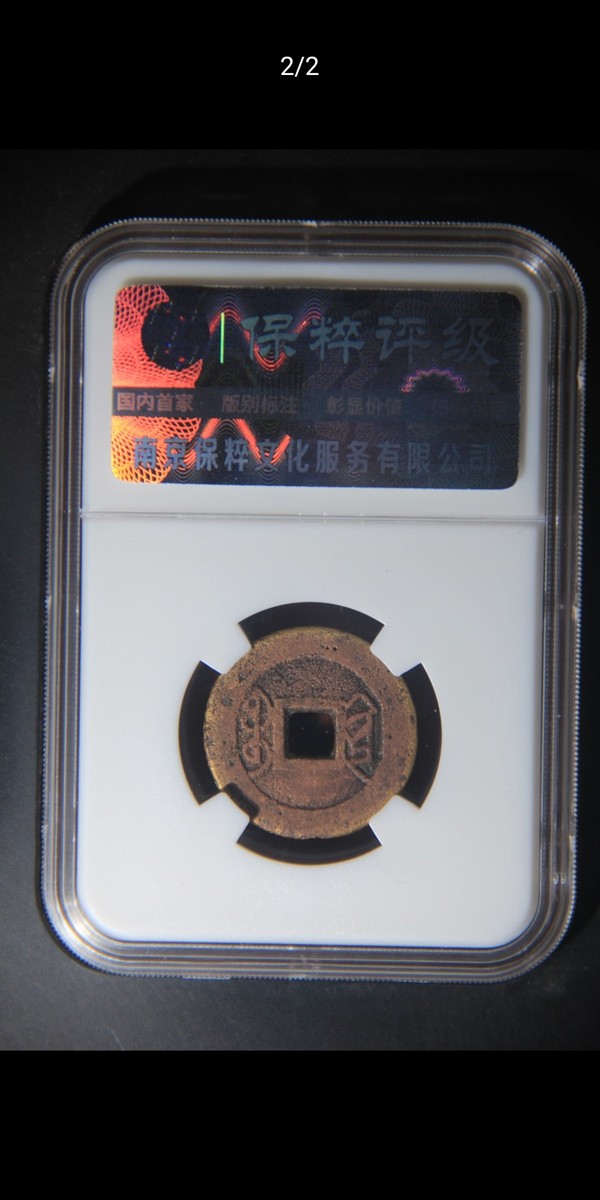 2/2
保粹评级
国内首家 版别标注 彰显价值
南京保粹文化服务有限公司